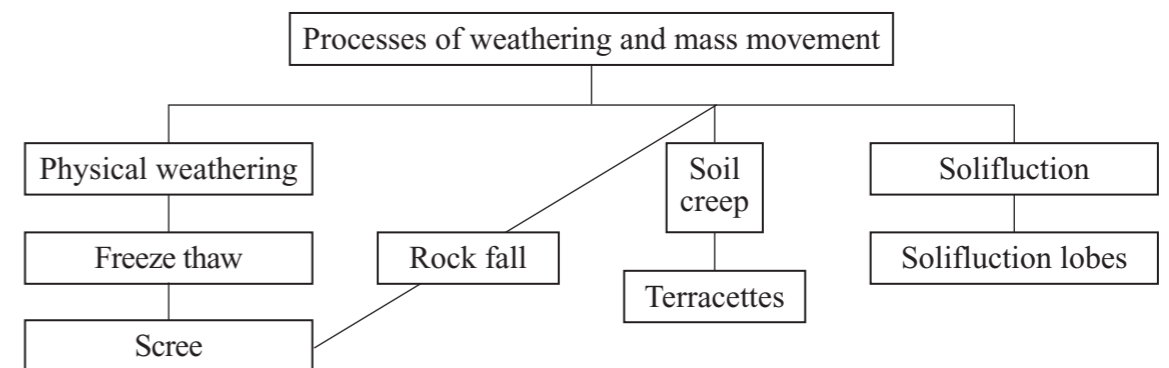 Processes of weathering and mass movement
Physical weathering
Soil
creep
Solifluction
Freeze thaw
Rock fall
Solifluction lobes
Terracettes
Scree